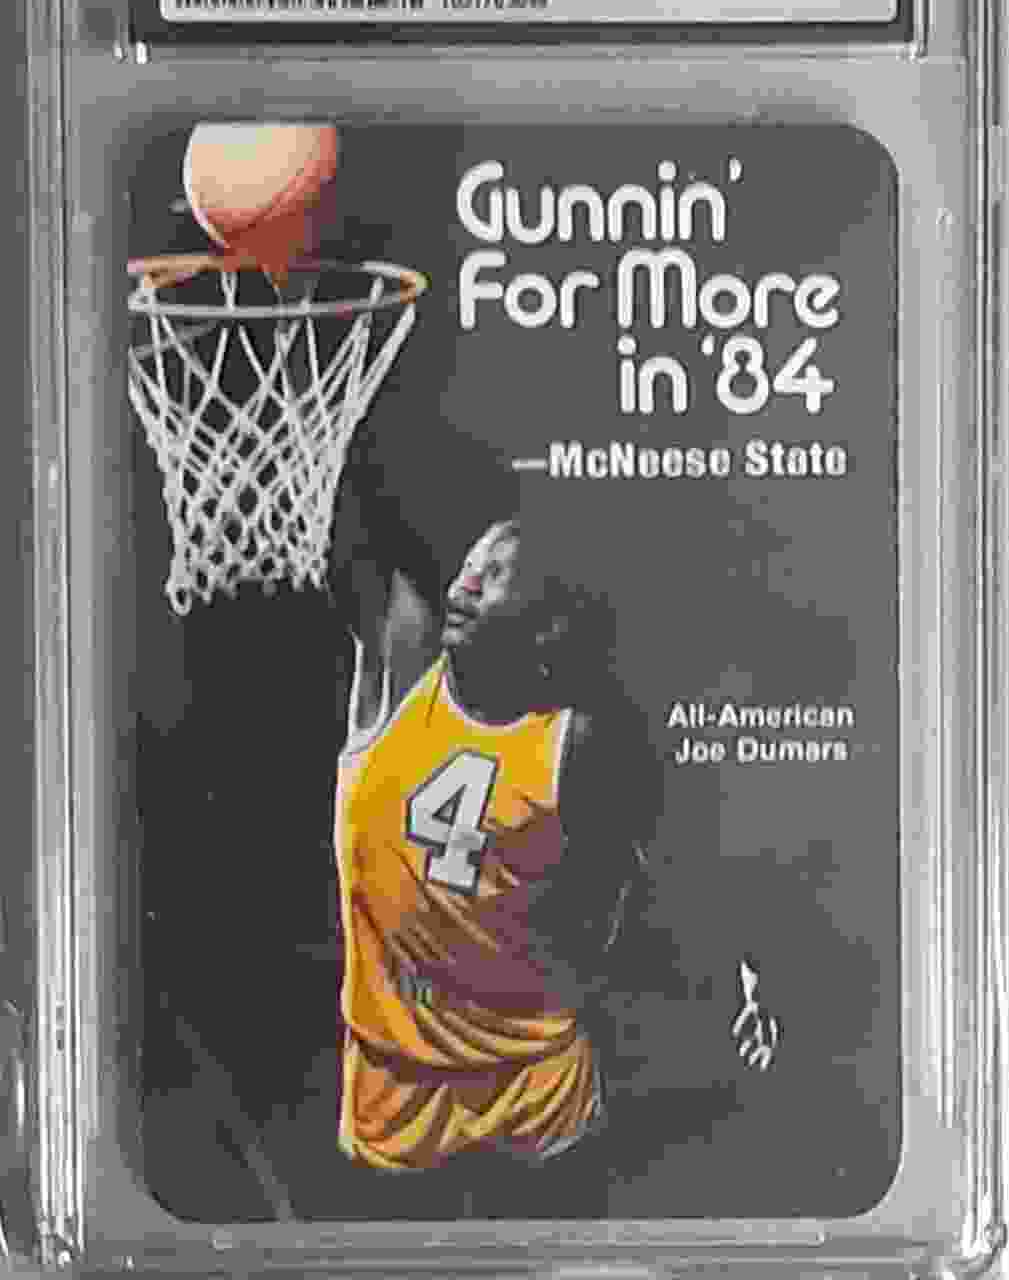 Gunnin'
For More
in '84
—McNeese State
All-American
Joe Dumars
4